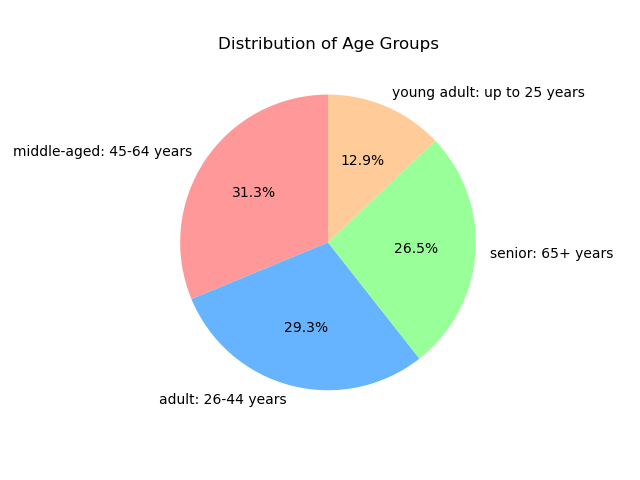 Distribution of Age Groups
young adult: up to 25 years
middle-aged: 45-64 years
12.9%
31.3%
26.5%
senior: 65+ years
29.3%
adult: 26-44 years